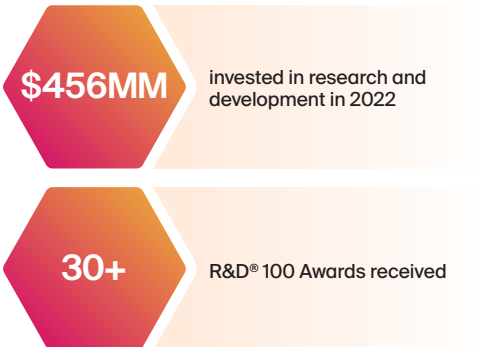 $456MM
invested in research and
development in 2022
30+
R&D® 100 Awards received